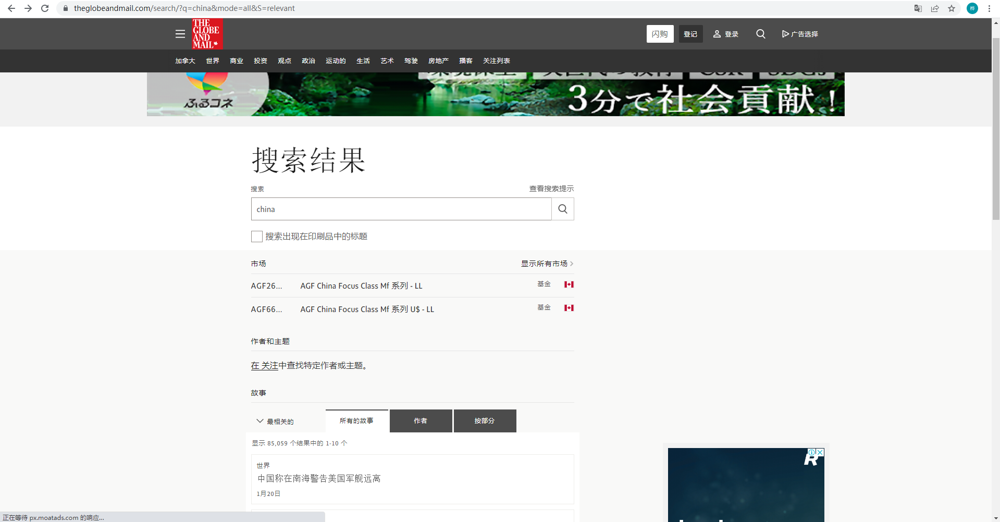 theglobeandmail.com/search/?q=china&mode=all&S=relevant
桦
THE
GLOBE
AND
MAIL
闪购
登记
登录
广告选择
加拿大 世界 商业 投资 观点 政治 运动的 生活 艺术 驾驶 房地产 播客 关注列表
ふるコネ
3分で社会貢献！
搜索结果
搜索
查看搜索提示
china
搜索出现在印刷品中的标题
市场
显示所有市场
AGF26... AGF China Focus Class Mf 系列 - LL 基金
AGF66... AGF China Focus Class Mf 系列 U$ - LL 基金
作者和主题
在 关注中查找特定作者或主题。
故事
最相关的
所有的故事
作者
按部分
显示 85,059 个结果中的 1-10 个
世界
中国称在南海警告美国军舰远离
1月20日
R
正在等待 px.moatads.com 的响应...